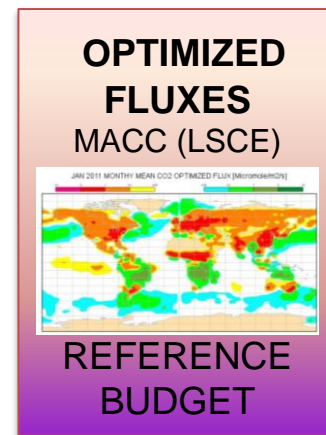 OPTIMIZED
FLUXES
MACC (LSCE)
JAN 2011 MONTHY MEAN CO2 OPTIMIZED FLUX [Micromole/m2/s]
REFERENCE
BUDGET